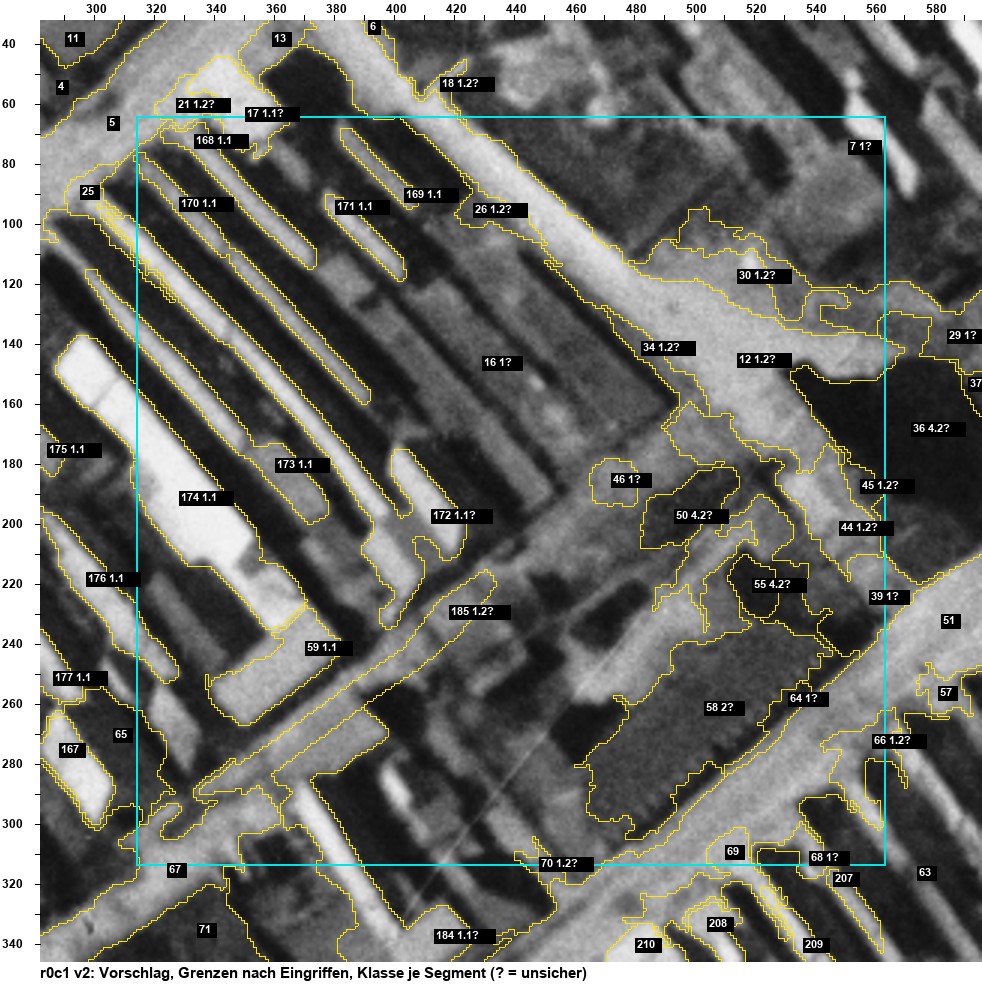 300 320 340 360 380 400 420 440 460 480 500 520 540 560 580
40 11 13 6
4 18 1.2?
60 21 1.2? 17 1.1?
5
168 1.1 7 1?
80
25 169 1.1
170 1.1 171 1.1 26 1.2?
100
120 30 1.2?
140 34 1.2? 12 1.2? 29 1?
16 1?
160 37
36 4.2?
180 175 1.1 173 1.1 46 1? 45 1.2?
174 1.1
200 172 1.1? 50 4.2? 44 1.2?
220 176 1.1 55 4.2? 39 1?
185 1.2? 51
240 59 1.1
177 1.1 57
260 58 2? 64 1?
65 66 1.2?
280 167
300
69 68 1?
67 70 1.2? 63
320 207
71 184 1.1? 208
340 210 209
r0c1 v2: Vorschlag, Grenzen nach Eingriffen, Klasse je Segment (? = unsicher)